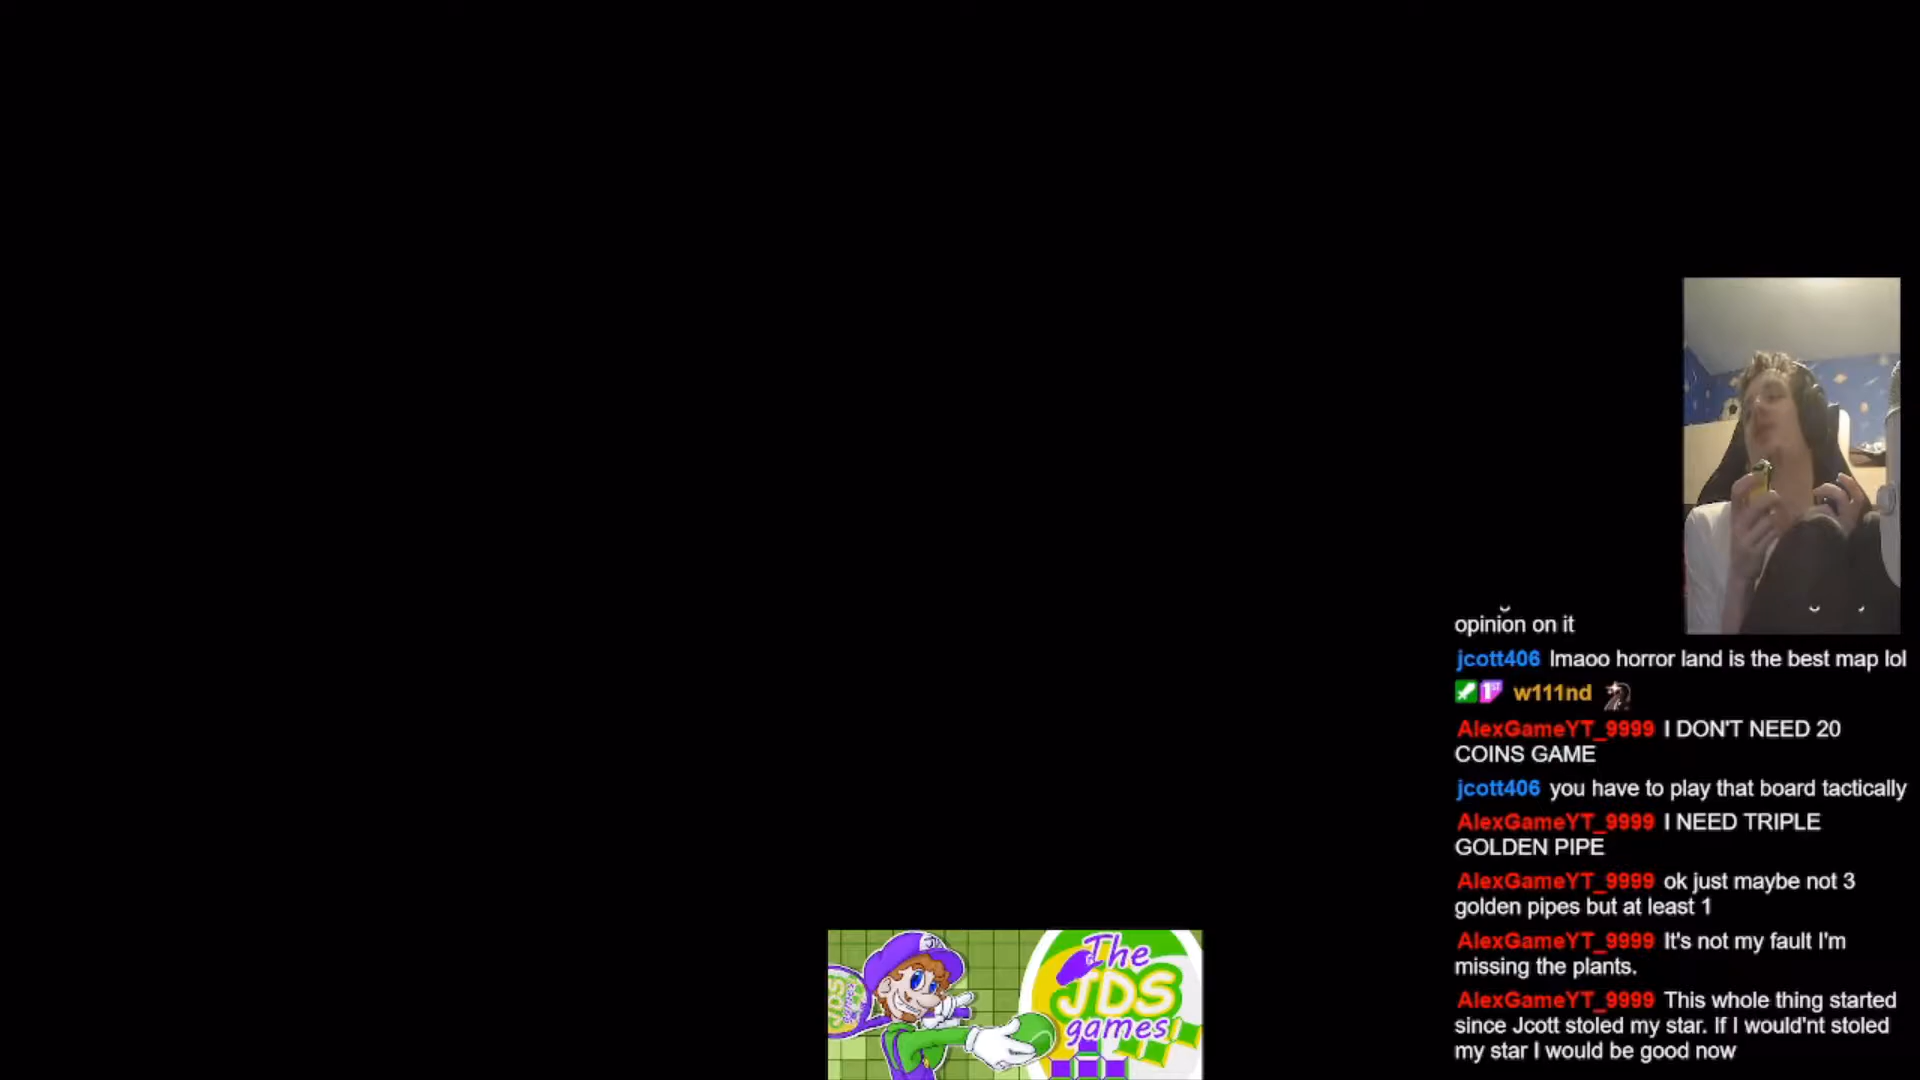 opinion on it
jcott406 lmaoo horror land is the best map lol
1ST w111nd
AlexGameYT_9999 I DON'T NEED 20
COINS GAME
jcott406 you have to play that board tactically
AlexGameYT_9999 I NEED TRIPLE
GOLDEN PIPE
AlexGameYT_9999 ok just maybe not 3
golden pipes but at least 1
AlexGameYT_9999 It's not my fault I'm
missing the plants.
AlexGameYT_9999 This whole thing started
since Jcott stoled my star. If I would'nt stoled
my star I would be good now
The
JDS
games